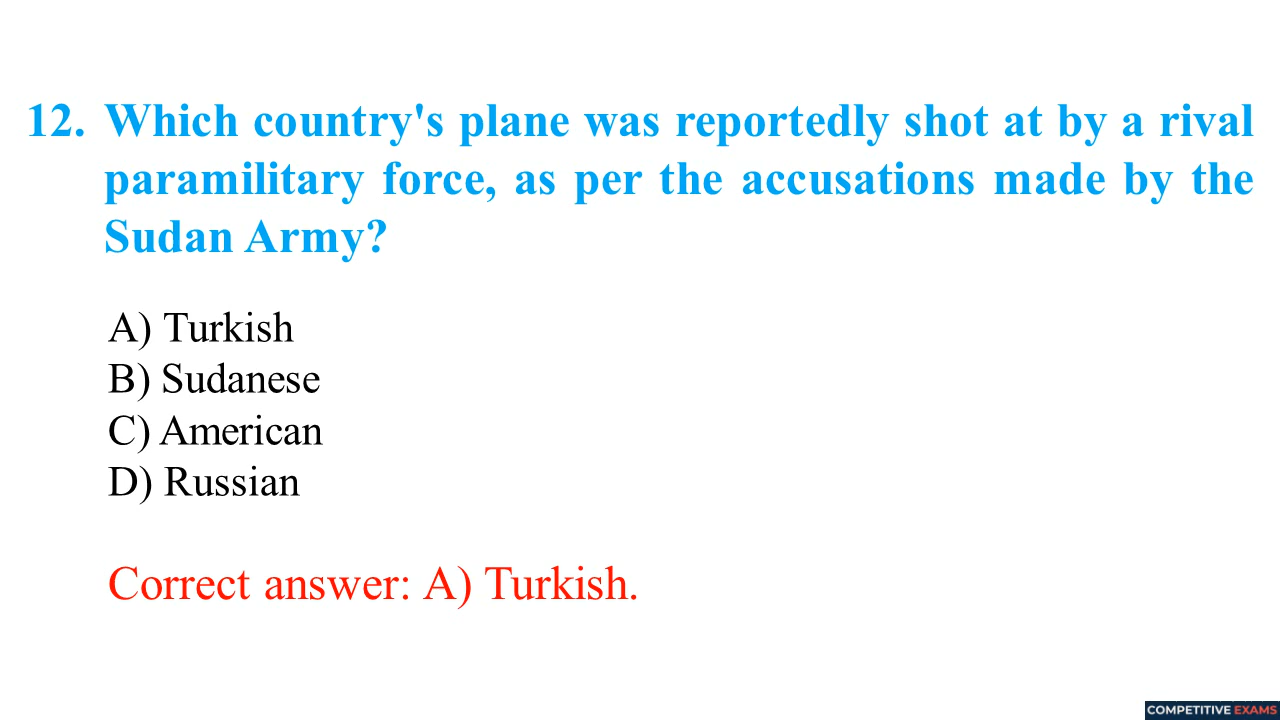 12. Which country's plane was reportedly shot at by a rival
paramilitary force, as per the accusations made by the
Sudan Army?
A) Turkish
B) Sudanese
C) American
D) Russian
Correct answer: A) Turkish.
COMPETITIVE EXAMS